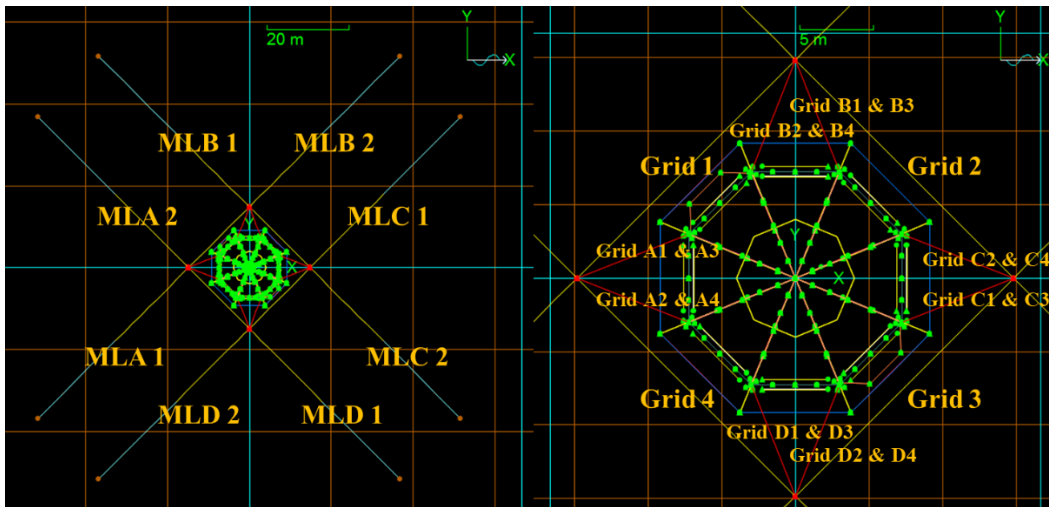 Y
20 m
X
MLB 1
MLB 2
MLA 2
MLC 1
Y
X
MLA 1
MLC 2
MLD 2
MLD 1
Y
5 m
X
Grid B1 & B3
Grid B2 & B4
Grid 1
Grid 2
Y
Grid A1 & A3
Grid C2 & C4
X
Grid A2 & A4
Grid C1 & C3
Grid 4
Grid 3
Grid D1 & D3
Grid D2 & D4